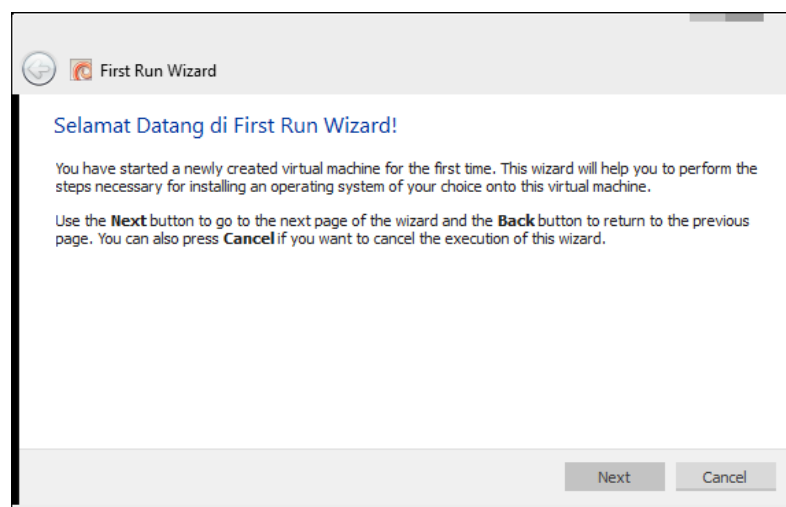 First Run Wizard
Selamat Datang di First Run Wizard!
You have started a newly created virtual machine for the first time. This wizard will help you to perform the
steps necessary for installing an operating system of your choice onto this virtual machine.
Use the Next button to go to the next page of the wizard and the Back button to return to the previous
page. You can also press Cancel if you want to cancel the execution of this wizard.
Next Cancel